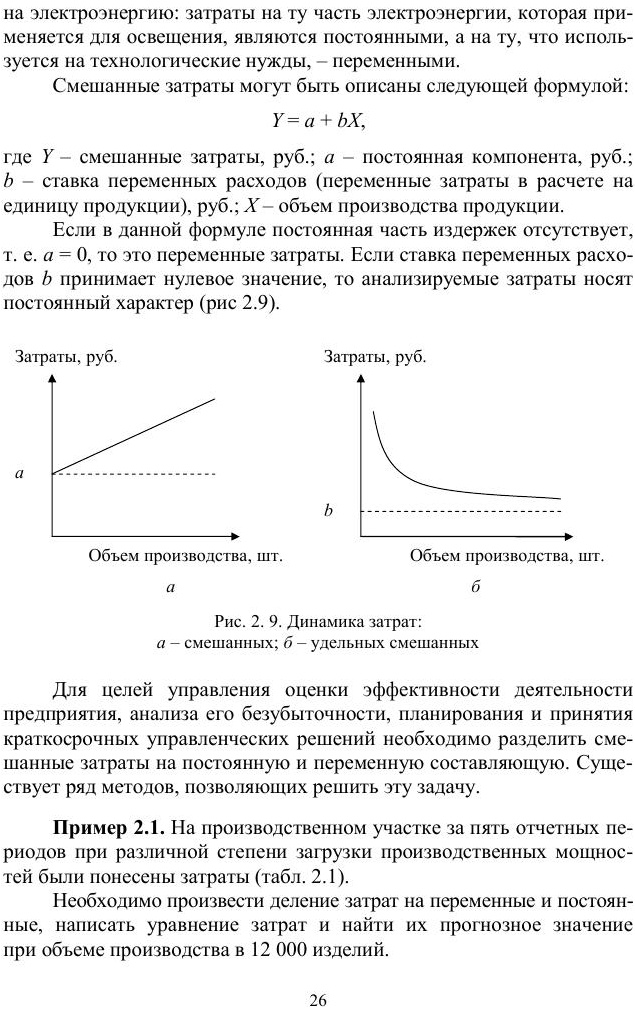 на электроэнергию: затраты на ту часть электроэнергии, которая при-
меняется для освещения, являются постоянными, а на ту, что исполь-
зуется на технологические нужды, – переменными.
Смешанные затраты могут быть описаны следующей формулой:
Y = a + bX,
где Y – смешанные затраты, руб.; a – постоянная компонента, руб.;
b – ставка переменных расходов (переменные затраты в расчете на
единицу продукции), руб.; X – объем производства продукции.
Если в данной формуле постоянная часть издержек отсутствует,
т. е. a = 0, то это переменные затраты. Если ставка переменных расхо-
дов b принимает нулевое значение, то анализируемые затраты носят
постоянный характер (рис 2.9).
Затраты, руб.
a
Объем производства, шт.
а
Затраты, руб.
b
Объем производства, шт.
б
Рис. 2. 9. Динамика затрат:
а – смешанных; б – удельных смешанных
Для целей управления оценки эффективности деятельности
предприятия, анализа его безубыточности, планирования и принятия
краткосрочных управленческих решений необходимо разделить сме-
шанные затраты на постоянную и переменную составляющую. Суще-
ствует ряд методов, позволяющих решить эту задачу.
Пример 2.1. На производственном участке за пять отчетных пе-
риодов при различной степени загрузки производственных мощнос-
тей были понесены затраты (табл. 2.1).
Необходимо произвести деление затрат на переменные и постоян-
ные, написать уравнение затрат и найти их прогнозное значение
при объеме производства в 12 000 изделий.
26